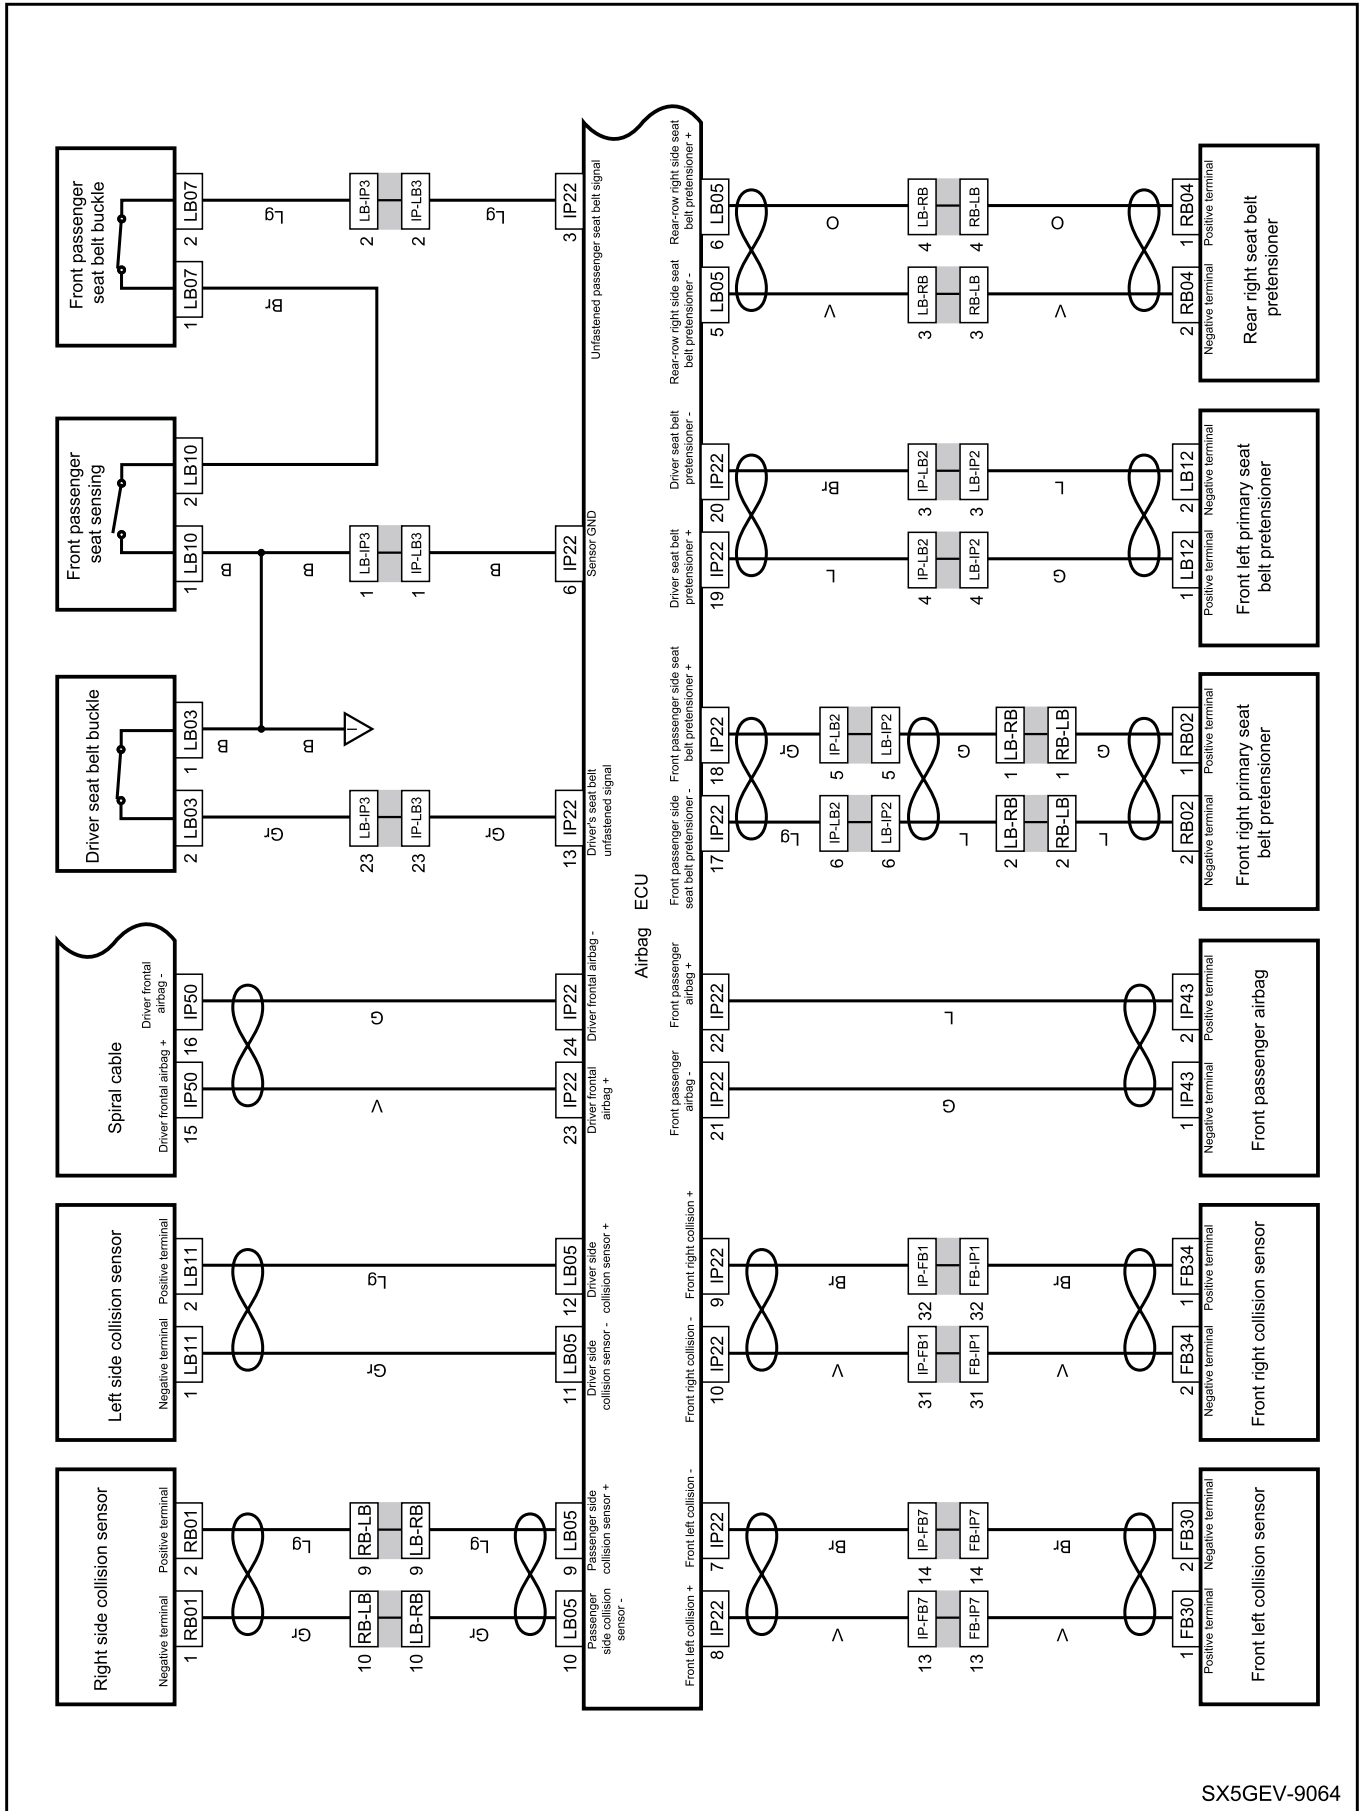 Front passenger
seat belt buckle
2 LB07
1 LB07
Lg
Br
2 LB-IP3
2 IP-LB3
Lg
3 IP22
Unfastened passenger seat belt signal
Front passenger
seat sensing
2 LB10
1 LB10
B
B
1 LB-IP3
1 IP-LB3
B
6 IP22
Sensor GND
Driver seat belt buckle
1 LB03
2 LB03
B
B
Gr
23 LB-IP3
23 IP-LB3
Gr
13 IP22
Driver's seat belt
unfastened signal
Spiral cable
Driver frontal
airbag -
Driver frontal airbag +
16 IP50
15 IP50
G
V
24 IP22
23 IP22
Driver frontal airbag -
Driver frontal
airbag +
Left side collision sensor
Positive terminal
Negative terminal
2 LB11
1 LB11
Lg
Gr
12 LB05
11 LB05
Driver side
collision sensor +
Driver side
collision sensor -
Right side collision sensor
Positive terminal
Negative terminal
2 RB01
1 RB01
Lg
Gr
9 RB-LB
9 LB-RB
10 RB-LB
10 LB-RB
Lg
Gr
9 LB05
10 LB05
Passenger side
collision sensor +
Passenger
side collision
sensor -
Airbag ECU
Rear-row right side seat
belt pretensioner +
Rear-row right side seat
belt pretensioner -
6 LB05
5 LB05
O
V
4 LB-RB
4 RB-LB
3 LB-RB
3 RB-LB
O
V
1 RB04
2 RB04
Positive terminal
Negative terminal
Rear right seat belt
pretensioner
Driver seat belt
pretensioner -
Driver seat belt
pretensioner +
20 IP22
19 IP22
Br
L
3 IP-LB2
3 LB-IP2
4 IP-LB2
4 LB-IP2
L
G
2 LB12
1 LB12
Negative terminal
Positive terminal
Front left primary seat
belt pretensioner
Front passenger side seat
belt pretensioner +
Front passenger side
seat belt pretensioner -
18 IP22
17 IP22
Gr
Lg
5 IP-LB2
5 LB-IP2
6 IP-LB2
6 LB-IP2
G
L
1 LB-RB
1 RB-LB
2 LB-RB
2 RB-LB
G
L
1 RB02
2 RB02
Positive terminal
Negative terminal
Front right primary seat
belt pretensioner
Front passenger
airbag +
Front passenger
airbag -
22 IP22
21 IP22
L
G
2 IP43
1 IP43
Positive terminal
Negative terminal
Front passenger airbag
Front right collision +
Front right collision -
9 IP22
10 IP22
Br
V
32 IP-FB1
32 FB-IP1
31 IP-FB1
31 FB-IP1
Br
V
1 FB34
2 FB34
Positive terminal
Negative terminal
Front right collision sensor
Front left collision -
Front left collision +
7 IP22
8 IP22
Br
V
14 IP-FB7
14 FB-IP7
13 IP-FB7
13 FB-IP7
Br
V
2 FB30
1 FB30
Negative terminal
Positive terminal
Front left collision sensor
SX5GEV-9064